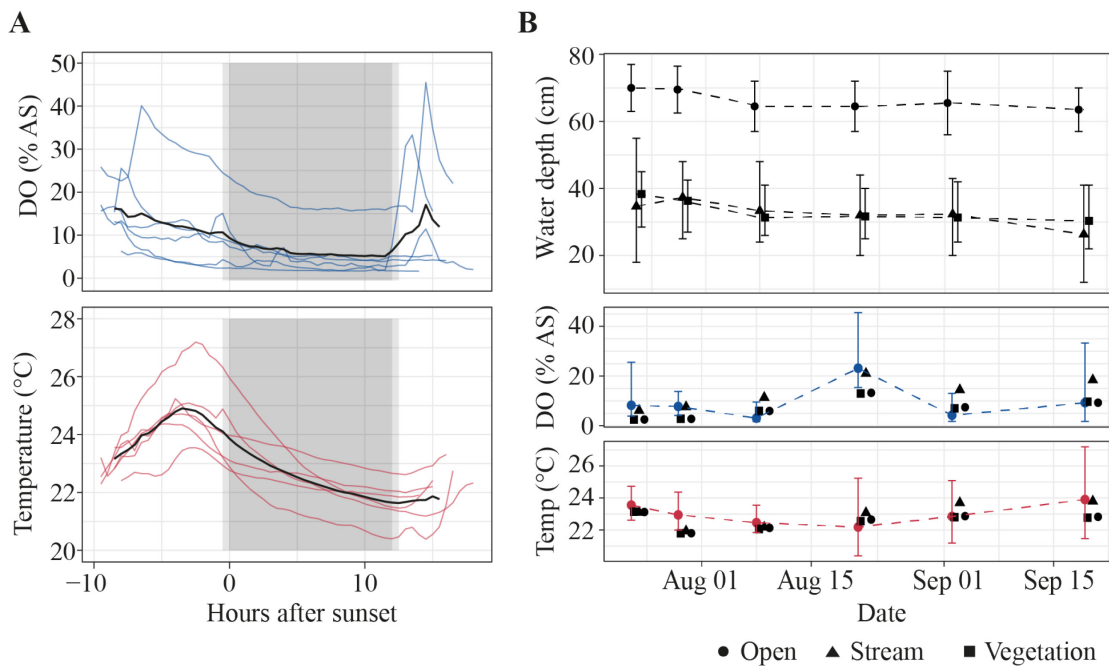 A
B
50
40
30
20
10
0
DO (% AS)
28
26
24
22
20
Temperature (°C)
−10
0
10
Hours after sunset
80
60
40
20
Water depth (cm)
40
20
0
DO (% AS)
26
24
22
Temp (°C)
Aug 01
Aug 15
Sep 01
Sep 15
Date
Open
Stream
Vegetation